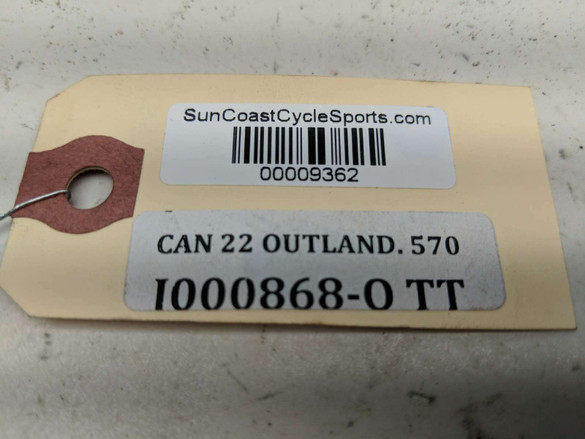 SunCoastCycleSports.com
00009362
CAN 22 OUTLAND. 570
I000868-O TT